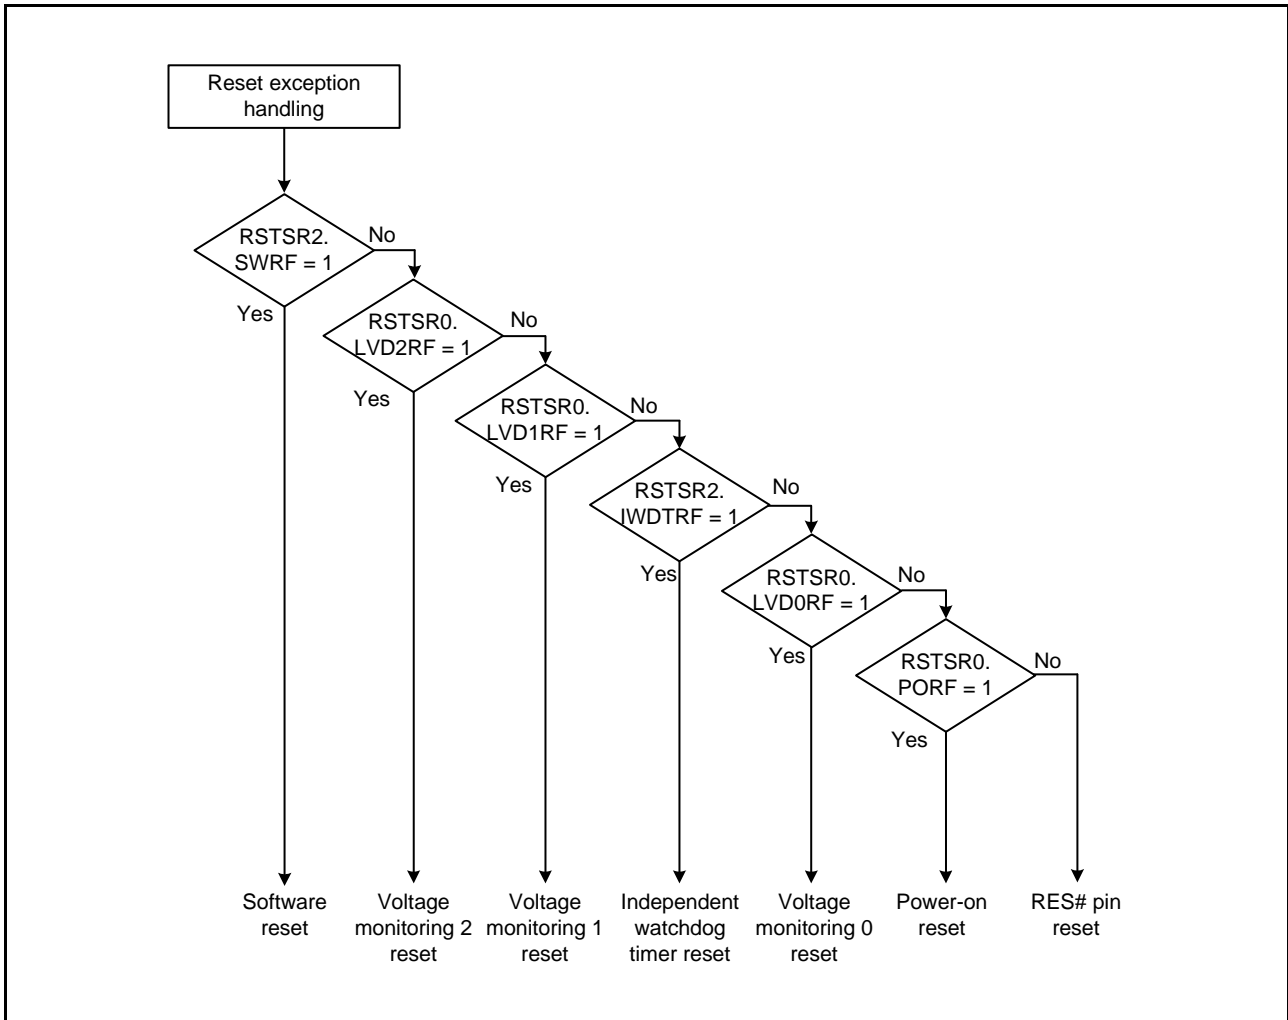 Reset exception
handling
RSTSR2.
SWRF = 1
No
Yes
RSTSR0.
LVD2RF = 1
No
Yes
RSTSR0.
LVD1RF = 1
No
Yes
RSTSR2.
IWDTRF = 1
No
Yes
RSTSR0.
LVD0RF = 1
No
Yes
RSTSR0.
PORF = 1
No
Yes
Software
reset
Voltage
monitoring 2
reset
Voltage
monitoring 1
reset
Independent
watchdog
timer reset
Voltage
monitoring 0
reset
Power-on
reset
RES# pin
reset